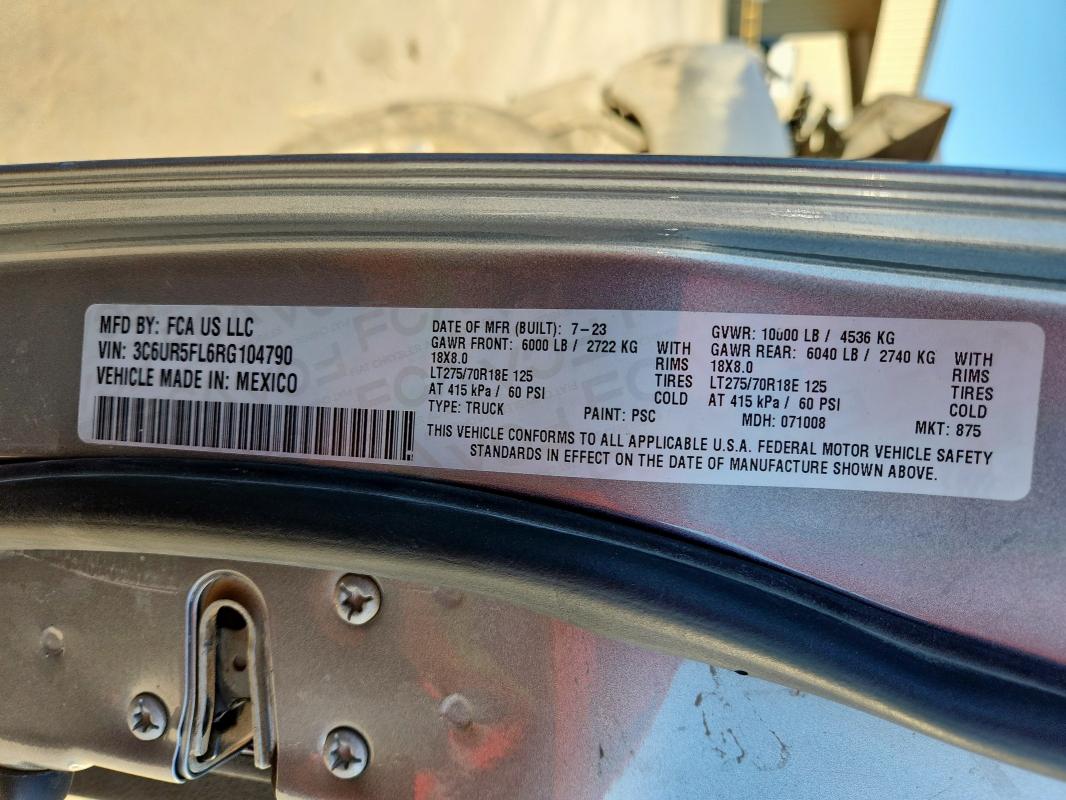 MFD BY: FCA US LLC
VIN: 3C6UR5FL6RG104790
VEHICLE MADE IN: MEXICO
DATE OF MFR (BUILT): 7-23
GAWR FRONT: 6000 LB / 2722 KG WITH
18X8.0 RIMS
LT275/70R18E 125 TIRES
AT 415 kPa / 60 PSI COLD
TYPE: TRUCK PAINT: PSC
GVWR: 10000 LB / 4536 KG
GAWR REAR: 6040 LB / 2740 KG WITH
18X8.0 RIMS
LT275/70R18E 125 TIRES
AT 415 kPa / 60 PSI COLD
MDH: 071008 MKT: 875
THIS VEHICLE CONFORMS TO ALL APPLICABLE U.S.A. FEDERAL MOTOR VEHICLE SAFETY
STANDARDS IN EFFECT ON THE DATE OF MANUFACTURE SHOWN ABOVE.